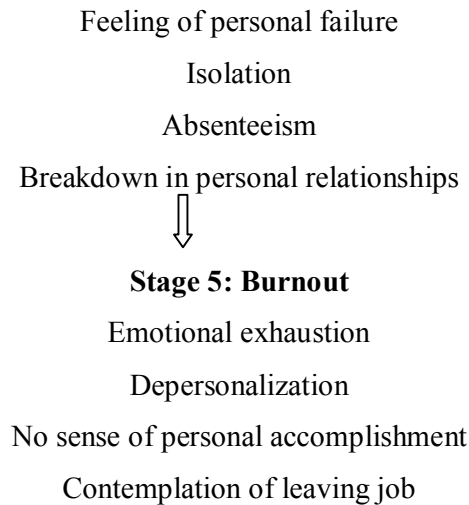 Feeling of personal failure
Isolation
Absenteeism
Breakdown in personal relationships
Stage 5: Burnout
Emotional exhaustion
Depersonalization
No sense of personal accomplishment
Contemplation of leaving job